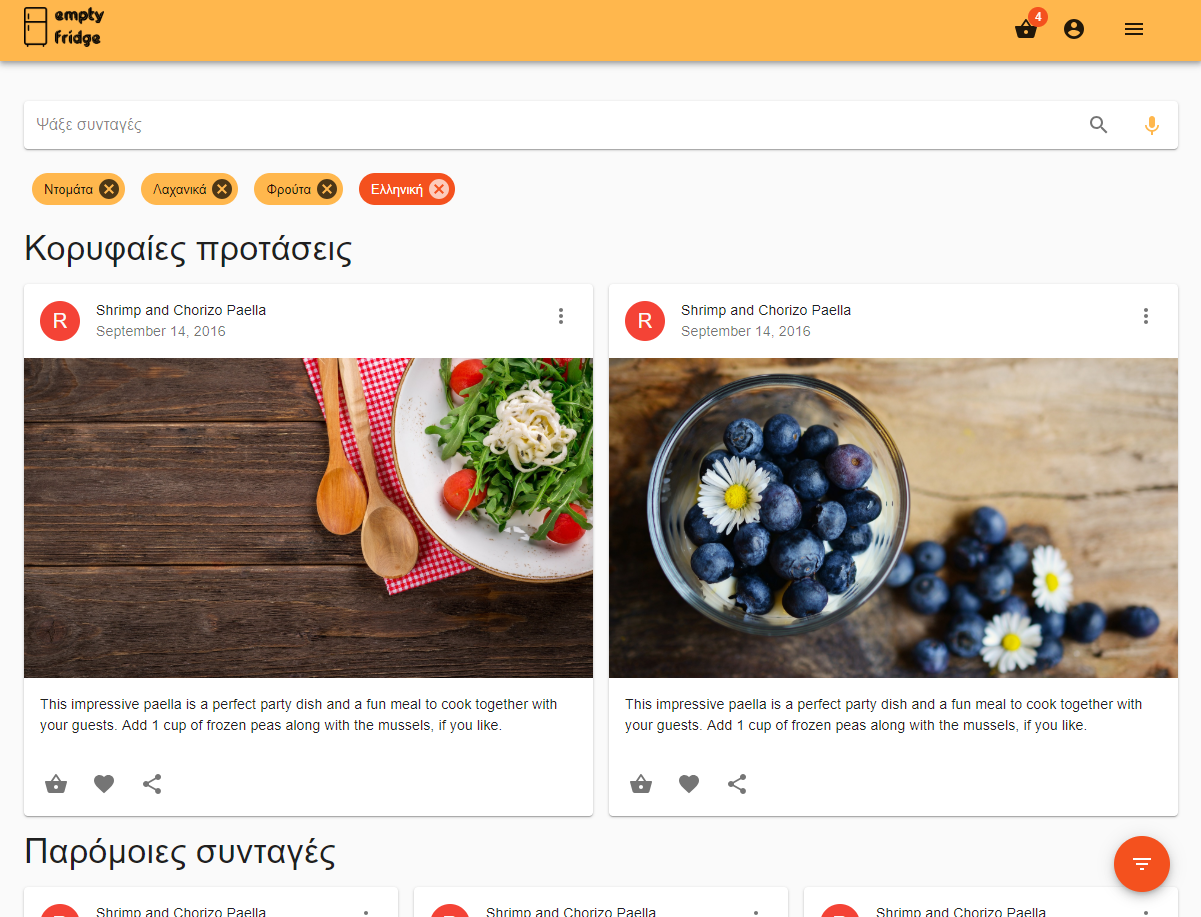 empty
fridge
4
Ψάξε συνταγές
Ντομάτα
Λαχανικά
Φρούτα
Ελληνική
Κορυφαίες προτάσεις
R
Shrimp and Chorizo Paella
September 14, 2016
This impressive paella is a perfect party dish and a fun meal to cook together with
your guests. Add 1 cup of frozen peas along with the mussels, if you like.
R
Shrimp and Chorizo Paella
September 14, 2016
This impressive paella is a perfect party dish and a fun meal to cook together with
your guests. Add 1 cup of frozen peas along with the mussels, if you like.
Παρόμοιες συνταγές
Shrimp and Chorizo Paella
Shrimp and Chorizo Paella
Shrimp and Chorizo Paella